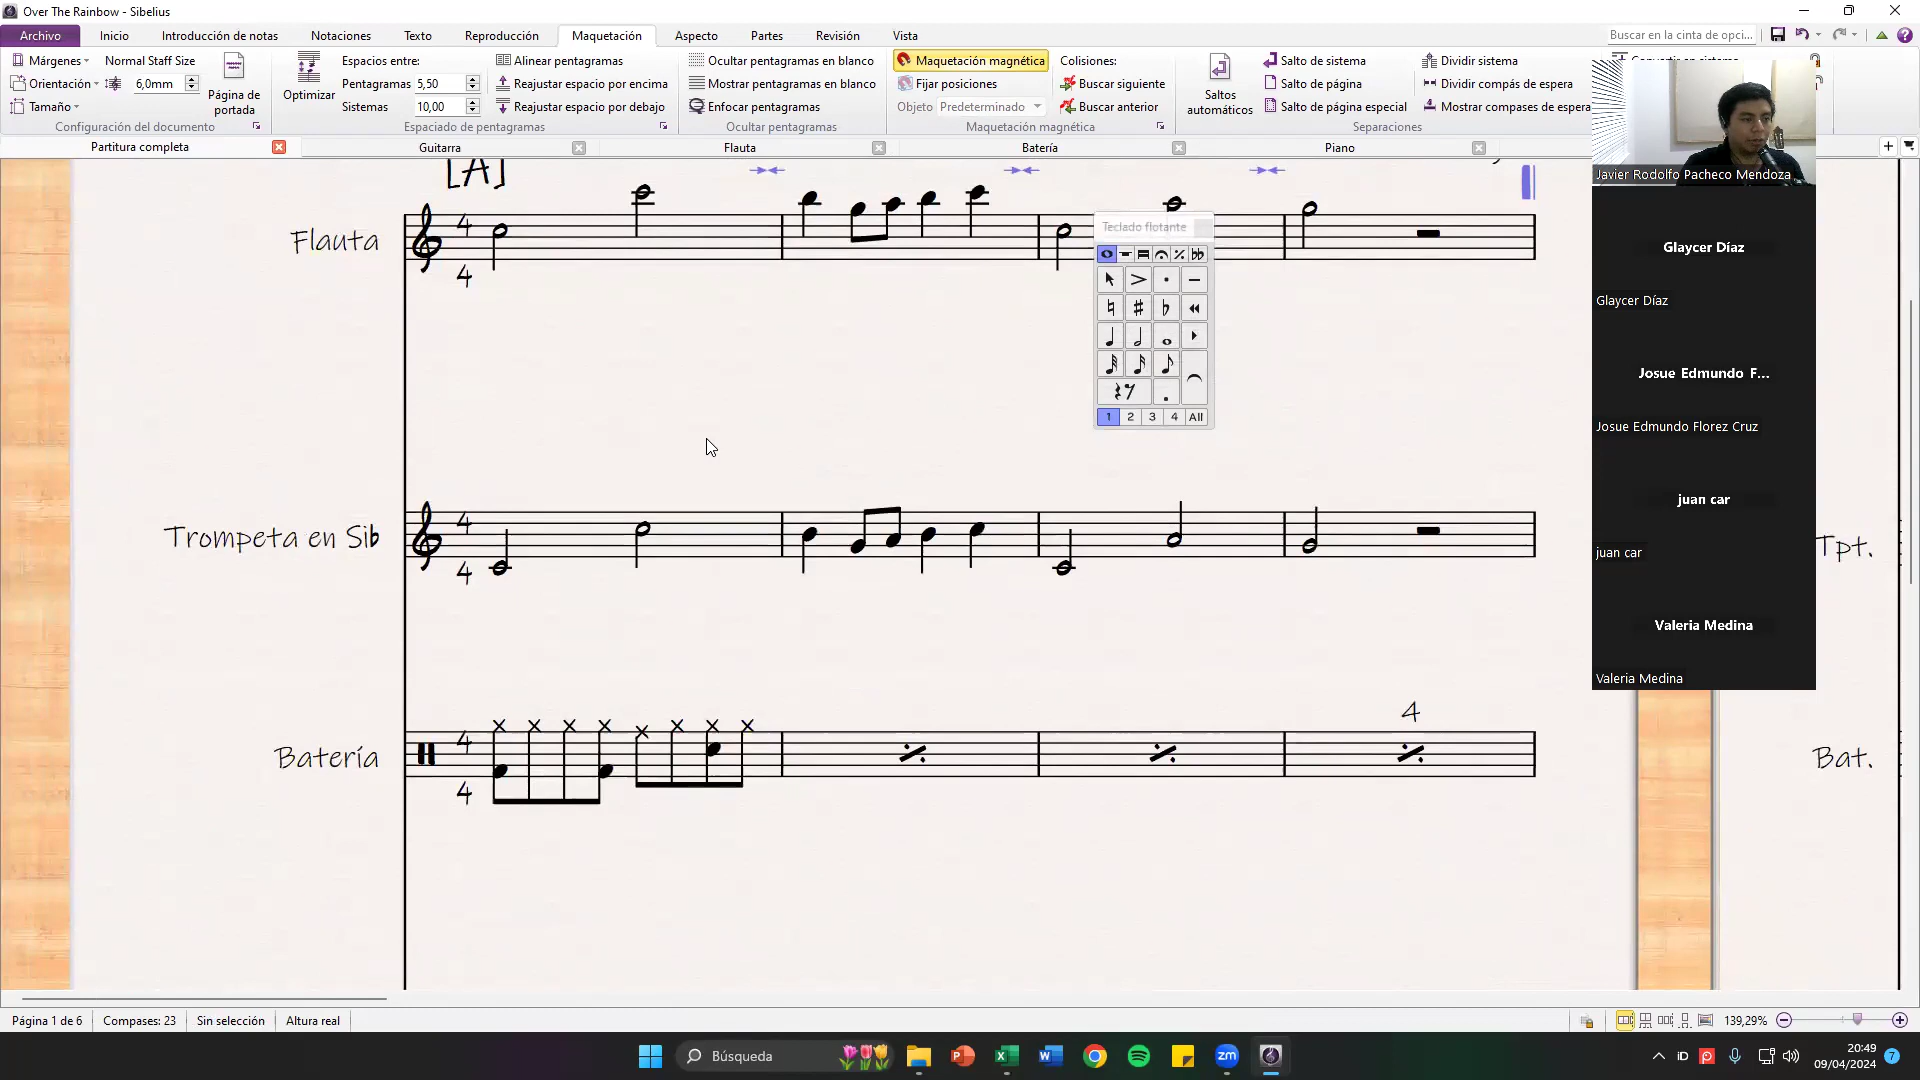 Over The Rainbow - Sibelius
Archivo Inicio Introducción de notas Notaciones Texto Reproducción Maquetación Aspecto Partes Revisión Vista Buscar en la cinta de opci...
Márgenes Normal Staff Size Espacios entre: Alinear pentagramas Ocultar pentagramas en blanco Maquetación magnética Colisiones: Salto de sistema Dividir sistema
Orientación 6,0mm Página de portada Optimizar Pentagramas 5,50 Reajustar espacio por encima Mostrar pentagramas en blanco Fijar posiciones Buscar siguiente Saltos automáticos Salto de página Dividir compás de espera
Tamaño Sistemas 10,00 Reajustar espacio por debajo Enfocar pentagramas Objeto Predeterminado Buscar anterior Salto de página especial Mostrar compases de espera
Configuración del documento Espaciado de pentagramas Ocultar pentagramas Maquetación magnética Separaciones
Partitura completa Guitarra Flauta Batería Piano
[A]
Flauta
4
4
Teclado flotante
1 2 3 4 All
Trompeta en Sib
4
4
Batería
4
4
4
Tpt.
Bat.
Javier Rodolfo Pacheco Mendoza
Glaycer Díaz
Glaycer Díaz
Josue Edmundo F...
Josue Edmundo Florez Cruz
juan car
juan car
Valeria Medina
Valeria Medina
Página 1 de 6 Compases: 23 Sin selección Altura real 139,29%
Búsqueda
20:49
09/04/2024
7